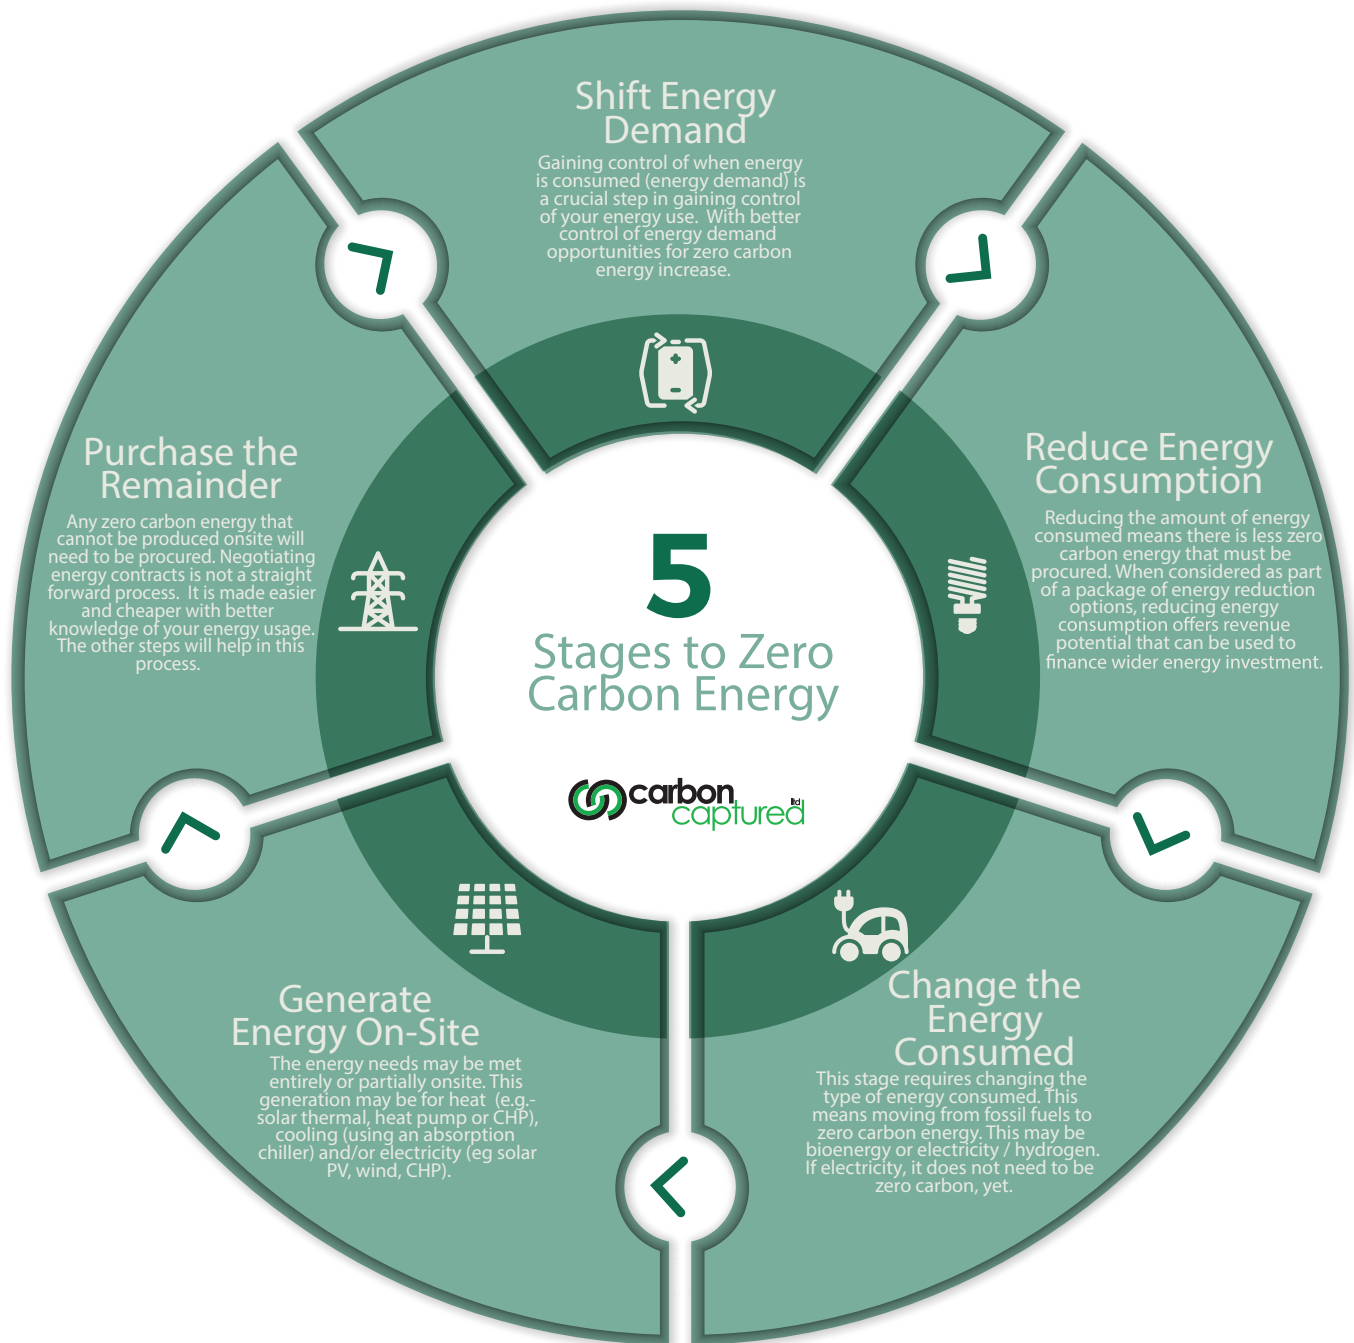 Shift Energy
Demand
Gaining control of when energy
is consumed (energy demand) is
a crucial step in gaining control
of your energy use. With better
control of energy demand
opportunities for zero carbon
energy increase.
Reduce Energy
Consumption
Reducing the amount of energy
consumed means there is less zero
carbon energy that must be
procured. When considered as part
of a package of energy reduction
options, reducing energy
consumption offers revenue
potential that can be used to
finance wider energy investment.
Change the
Energy
Consumed
This stage requires changing the
type of energy consumed. This
means moving from fossil fuels to
zero carbon energy. This may be
bioenergy or electricity / hydrogen.
If electricity, it does not need to be
zero carbon, yet.
Generate
Energy On-Site
The energy needs may be met
entirely or partially onsite. This
generation may be for heat (e.g.-
solar thermal, heat pump or CHP),
cooling (using an absorption
chiller) and/or electricity (eg solar
PV, wind, CHP).
Purchase the
Remainder
Any zero carbon energy that
cannot be produced onsite will
need to be procured. Negotiating
energy contracts is not a straight
forward process. It is made easier
and cheaper with better
knowledge of your energy usage.
The other steps will help in this
process.
5
Stages to Zero
Carbon Energy
carbon
captured ltd